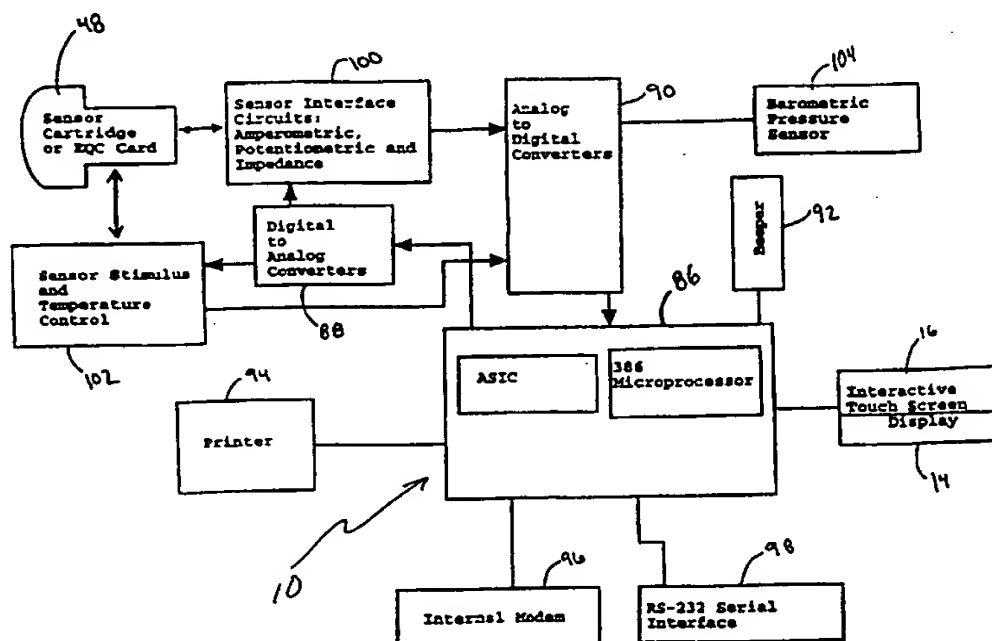 48
Sensor
Cartridge
or EQC Card
100
Sensor Interface
Circuits:
Amperometric,
Potentiometric and
Impedance
Analog
to
Digital
Converters
90
104
Barometric
Pressure
Sensor
Beeper
92
Digital
to
Analog
Converters
88
Sensor Stimulus
and
Temperature
Control
102
86
ASIC
386
Microprocessor
16
Interactive
Touch Screen
Display
14
94
Printer
10
96
Internal Modem
98
RS-232 Serial
Interface